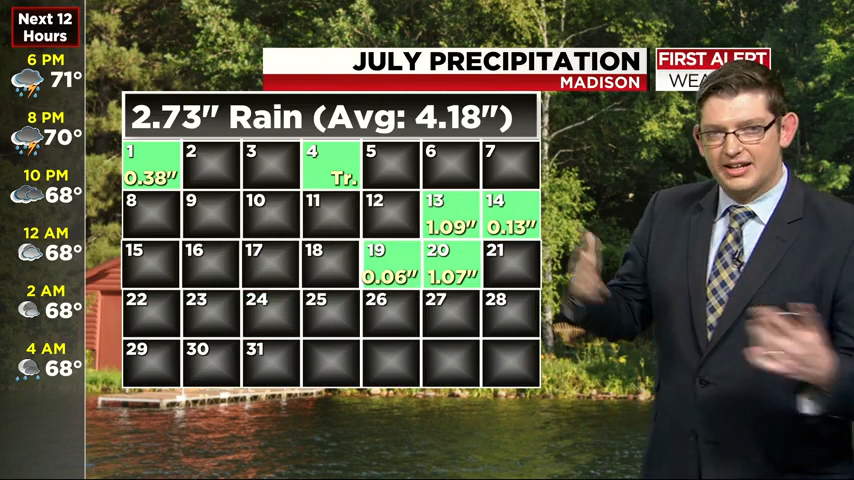 Next 12
Hours
6 PM
71°
8 PM
70°
10 PM
68°
12 AM
68°
2 AM
68°
4 AM
68°
JULY PRECIPITATION
MADISON
FIRST ALERT
2.73" Rain (Avg: 4.18")
1 2 3 4 5 6 7
0.38" Tr.
8 9 10 11 12 13 14
1.09" 0.13"
15 16 17 18 19 20 21
0.06" 1.07"
22 23 24 25 26 27 28
29 30 31